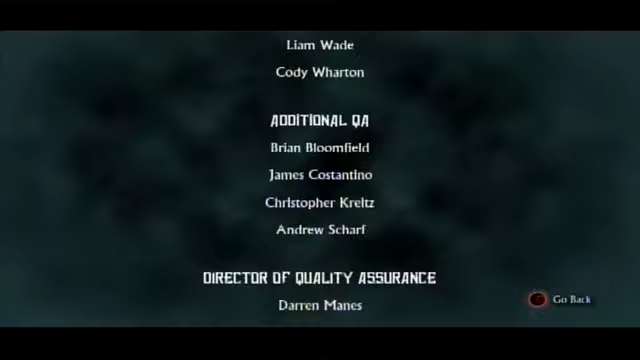 Liam Wade
Cody Wharton
ADDITIONAL QA
Brian Bloomfield
James Costantino
Christopher Kreitz
Andrew Scharf
DIRECTOR OF QUALITY ASSURANCE
Darren Manes
Go Back